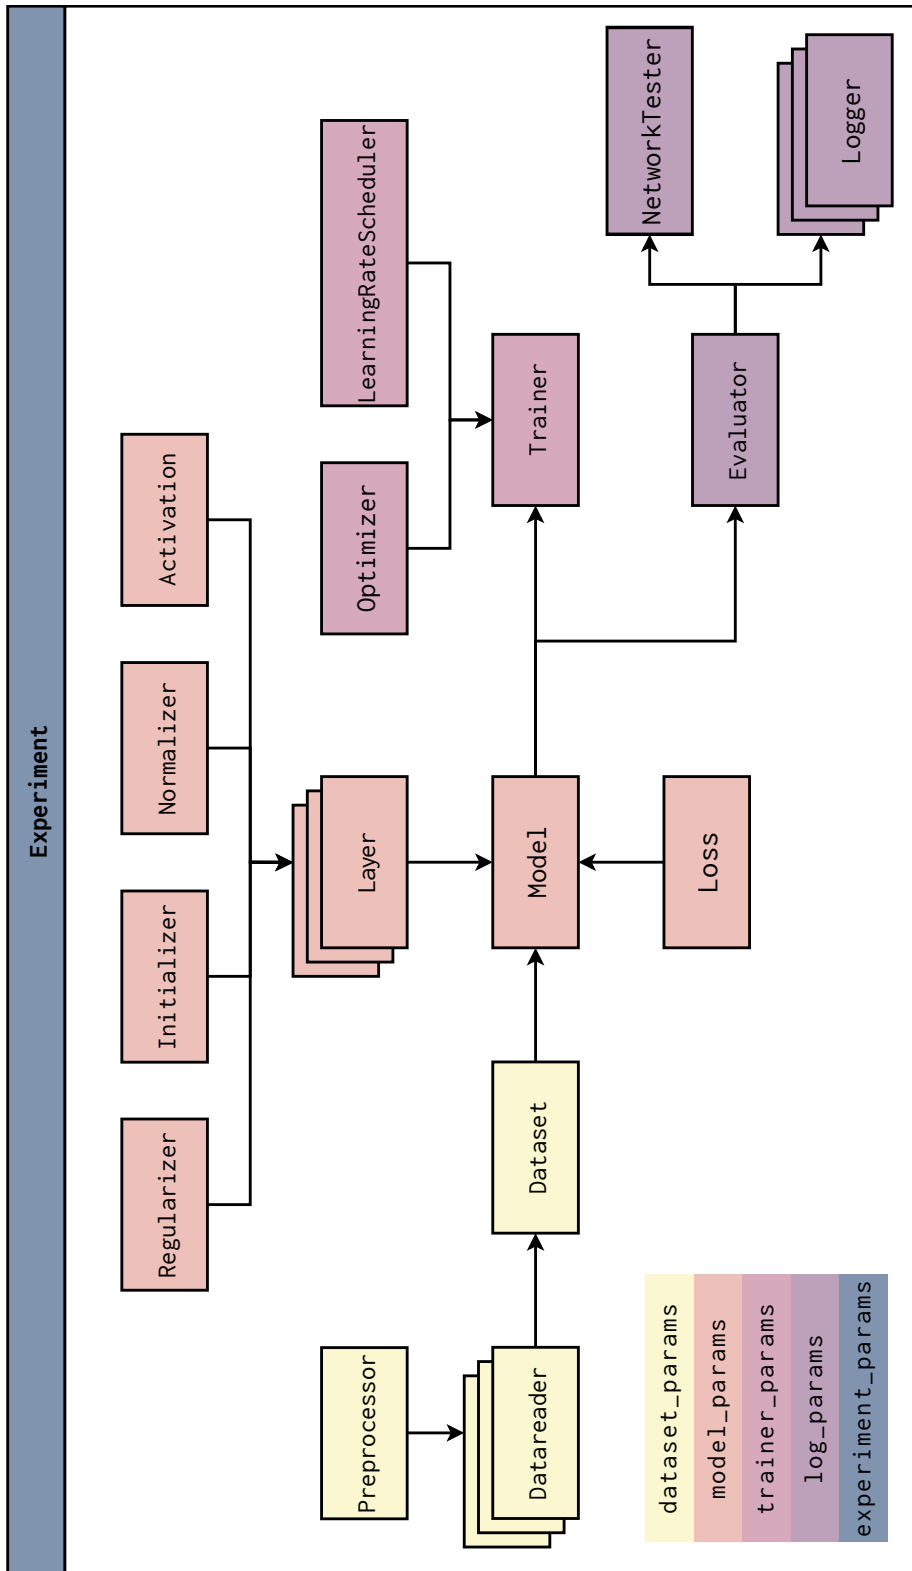 Experiment
Regularizer
Initializer
Normalizer
Activation
Preprocessor
Layer
Optimizer
LearningRateScheduler
Datareader
Dataset
Model
Trainer
Loss
Evaluator
NetworkTester
Logger
dataset_params
model_params
trainer_params
log_params
experiment_params